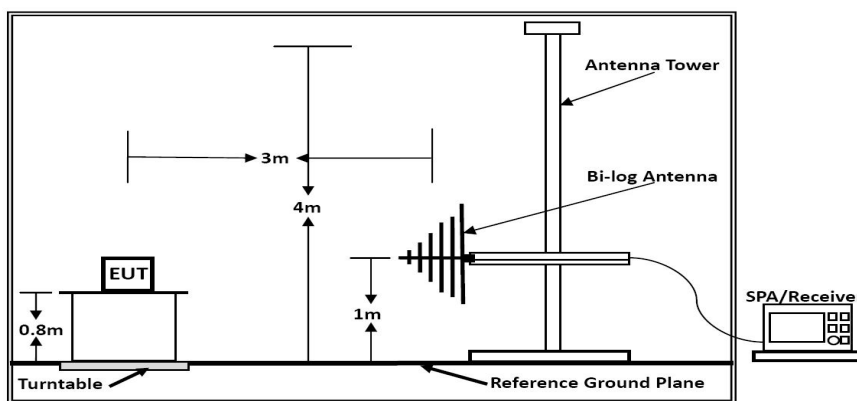 Antenna Tower
3m
Bi-log Antenna
4m
EUT
SPA/Receive
0.8m
1m
Turntable
Reference Ground Plane